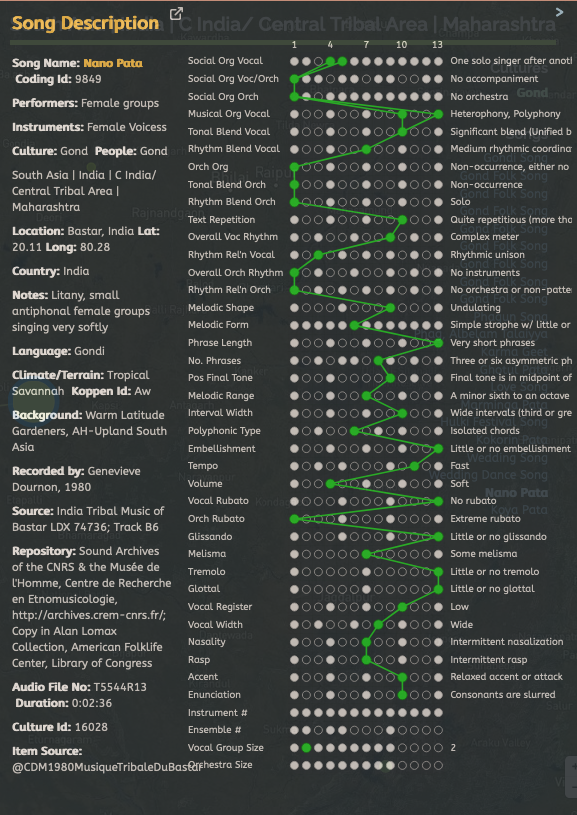 Song Description
| C India/ Central Tribal Area | Maharashtra
Song Name: Nano Pata
Coding Id: 9849
Performers: Female groups
Instruments: Female Voicess
Culture: Gond People: Gond
South Asia | India | C India/
Central Tribal Area |
Maharashtra
Location: Bastar, India Lat:
20.11 Long: 80.28
Country: India
Notes: Litany, small
antiphonal female groups
singing very softly
Language: Gondi
Climate/Terrain: Tropical
Savannah Koppen Id: Aw
Background: Warm Latitude
Gardeners, AH-Upland South
Asia
Recorded by: Genevieve
Dournon, 1980
Source: India Tribal Music of
Bastar LDX 74736; Track B6
Repository: Sound Archives
of the CNRS & the Musée de
l'Homme, Centre de Recherche
en Etnomusicologie,
http://archives.crem-cnrs.fr/;
Copy in Alan Lomax
Collection, American Folklife
Center, Library of Congress
Audio File No: T5544R13
Duration: 0:02:36
Culture Id: 16028
Item Source:
@CDM1980MusiqueTribaleDuBastar
1 4 7 10 13
Social Org Vocal One solo singer after anotl
Social Org Voc/Orch No accompaniment
Social Org Orch No orchestra
Musical Org Vocal Heterophony, Polyphony
Tonal Blend Vocal Significant blend (Unified b
Rhythm Blend Vocal Medium rhythmic coordina
Orch Org Non-occurrence, either no
Tonal Blend Orch Non-occurrence
Rhythm Blend Orch Solo
Text Repetition Quite repetitious (more tho
Overall Voc Rhythm Complex meter
Rhythm Rel'n Vocal Rhythmic unison
Overall Orch Rhythm No instruments
Rhythm Rel'n Orch No orchestra or non-patte
Melodic Shape Undulating
Melodic Form Simple strophe w/ little or
Phrase Length Very short phrases
No. Phrases Three or six asymmetric ph
Pos Final Tone Final tone is in midpoint of
Melodic Range A minor sixth to an octave
Interval Width Wide intervals (third or gre
Polyphonic Type Isolated chords
Embellishment Little or no embellishment
Tempo Fast
Volume Soft
Vocal Rubato No rubato
Orch Rubato Extreme rubato
Glissando Little or no glissando
Melisma Some melisma
Tremolo Little or no tremolo
Glottal Little or no glottal
Vocal Register Low
Vocal Width Wide
Nasality Intermittent nasalization
Rasp Intermittent rasp
Accent Relaxed accent or attack
Enunciation Consonants are slurred
Instrument #
Ensemble #
Vocal Group Size 2
Orchestra Size
Cultures
Gond
Raipur
Rajnandgaon
Gondi Song
Gond Folk Song
Nano Pata